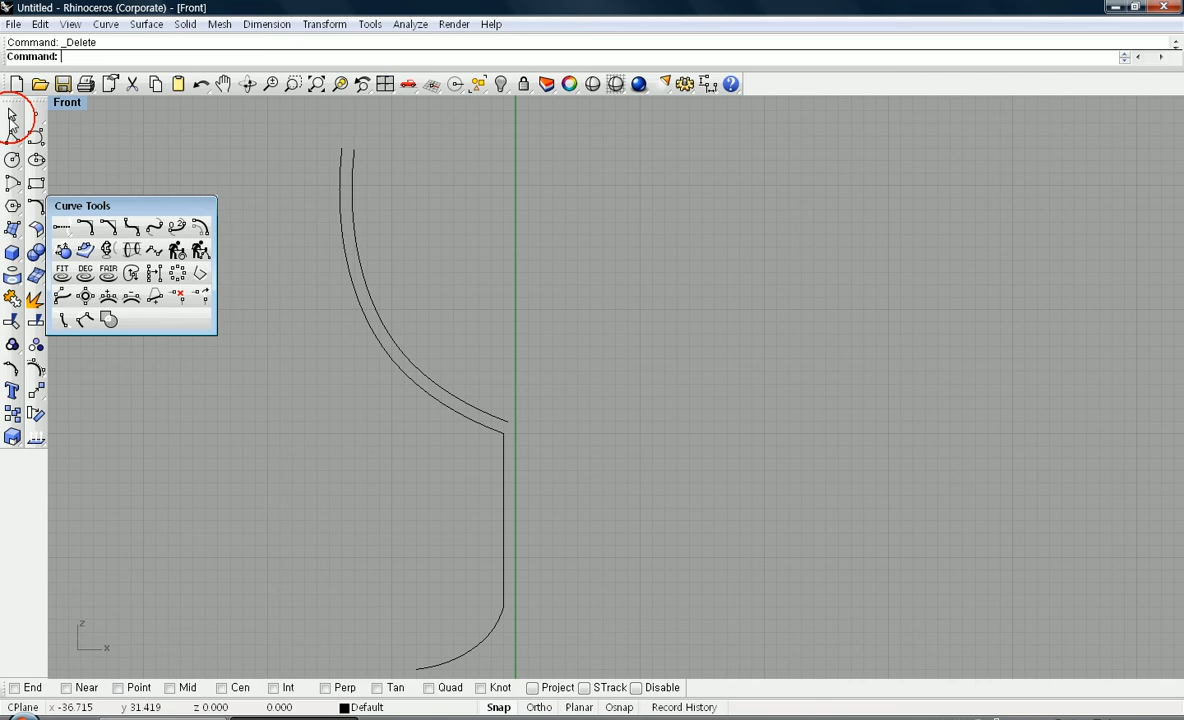 Untitled - Rhinoceros (Corporate) - [Front]
File Edit View Curve Surface Solid Mesh Dimension Transform Tools Analyze Render Help
Command: _Delete
Command:
Front
Curve Tools
FIT DEG FAIR
z
x
End Near Point Mid Cen Int Perp Tan Quad Knot Project STrack Disable
CPlane x -36.715 y 31.419 z 0.000 0.000 Default Snap Ortho Planar Osnap Record History